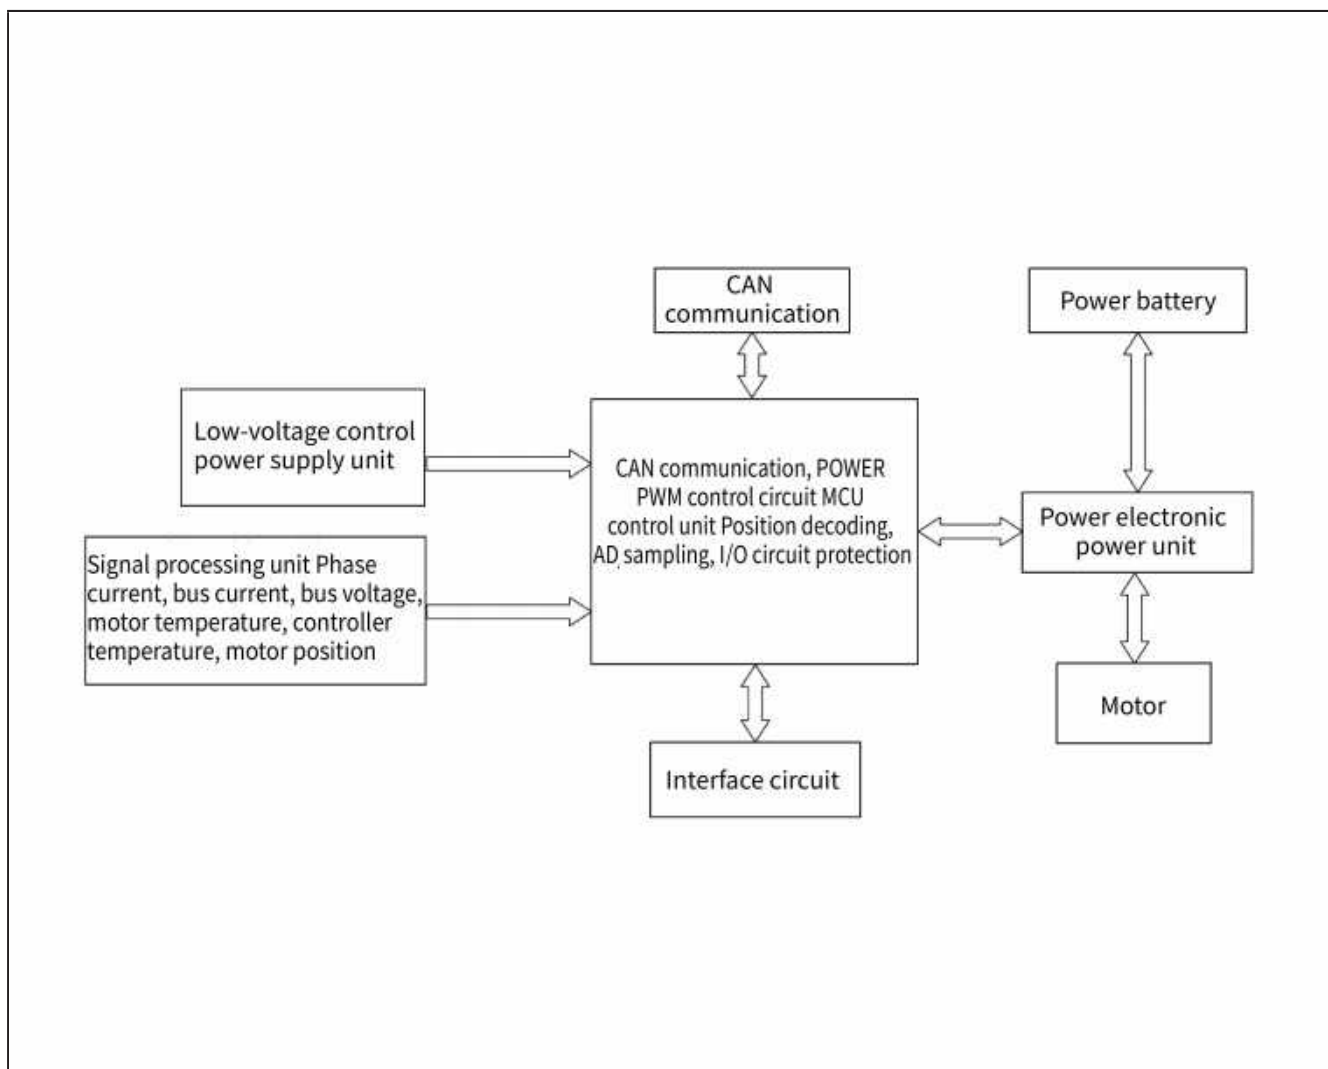 CAN
communication
Power battery
Low-voltage control
power supply unit
CAN communication, POWER
PWM control circuit MCU
control unit Position decoding,
AD sampling, I/O circuit protection
Power electronic
power unit
Signal processing unit Phase
current, bus current, bus voltage,
motor temperature, controller
temperature, motor position
Motor
Interface circuit